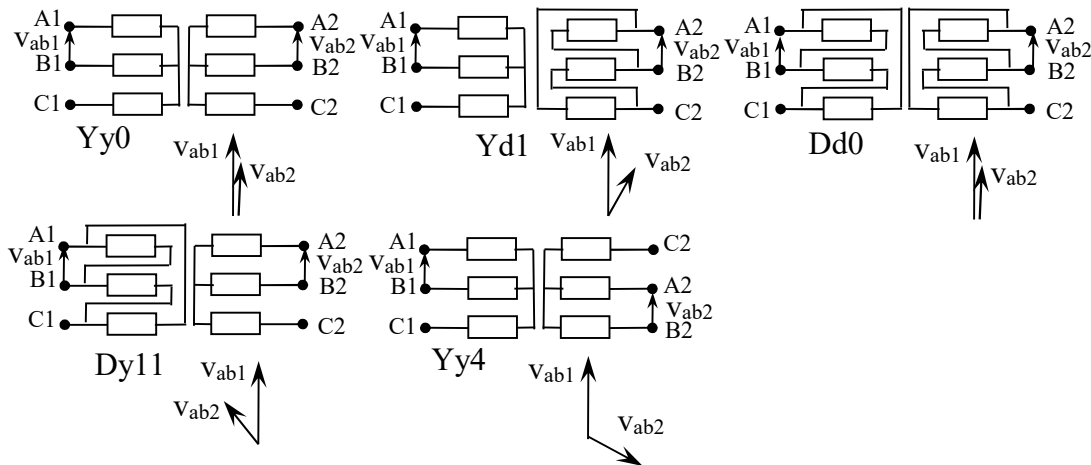 A1 A2
vab1 vab2
B1 B2
C1 C2
Yy0
vab1
vab2
A1 A2
vab1 vab2
B1 B2
C1 C2
Yd1
vab1
vab2
A1 A2
vab1 vab2
B1 B2
C1 C2
Dd0
vab1
vab2
A1 A2
vab1 vab2
B1 B2
C1 C2
Dy11
vab1
vab2
A1 C2
vab1
B1 A2
vab2
C1 B2
Yy4
vab1
vab2